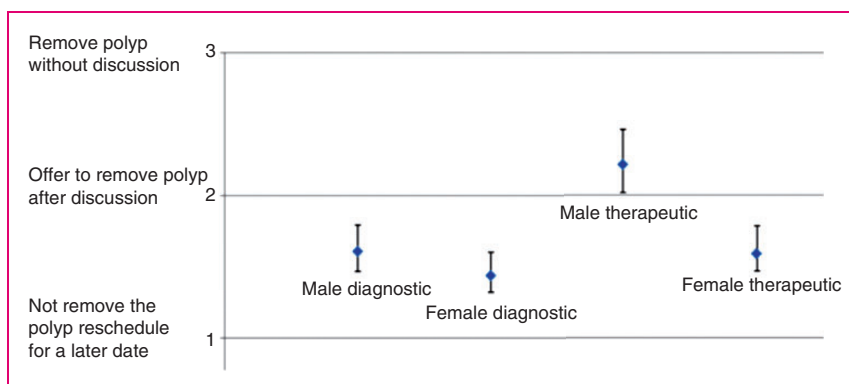 Remove polyp
without discussion
3
Offer to remove polyp
after discussion
2
Male therapeutic
Male diagnostic
Female diagnostic
Female therapeutic
Not remove the
polyp reschedule
for a later date
1